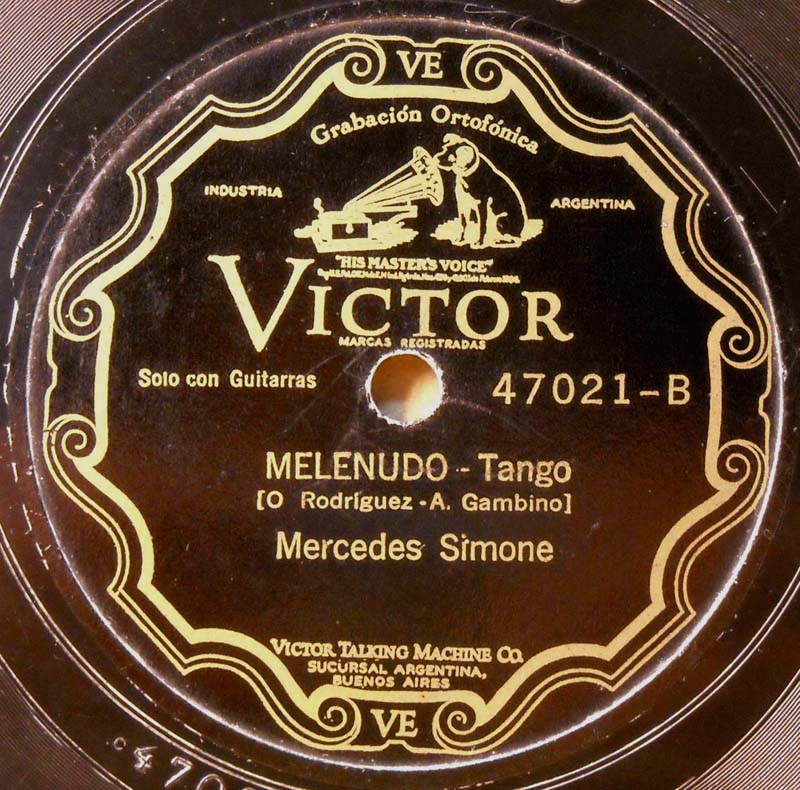 VE
Grabación Ortofónica
INDUSTRIA
ARGENTINA
"HIS MASTER'S VOICE"
VICTOR
MARCAS REGISTRADAS
Solo con Guitarras
47021-B
MELENUDO - Tango
[O Rodríguez - A. Gambino]
Mercedes Simone
VICTOR TALKING MACHINE CO.
SUCURSAL ARGENTINA,
BUENOS AIRES
VE